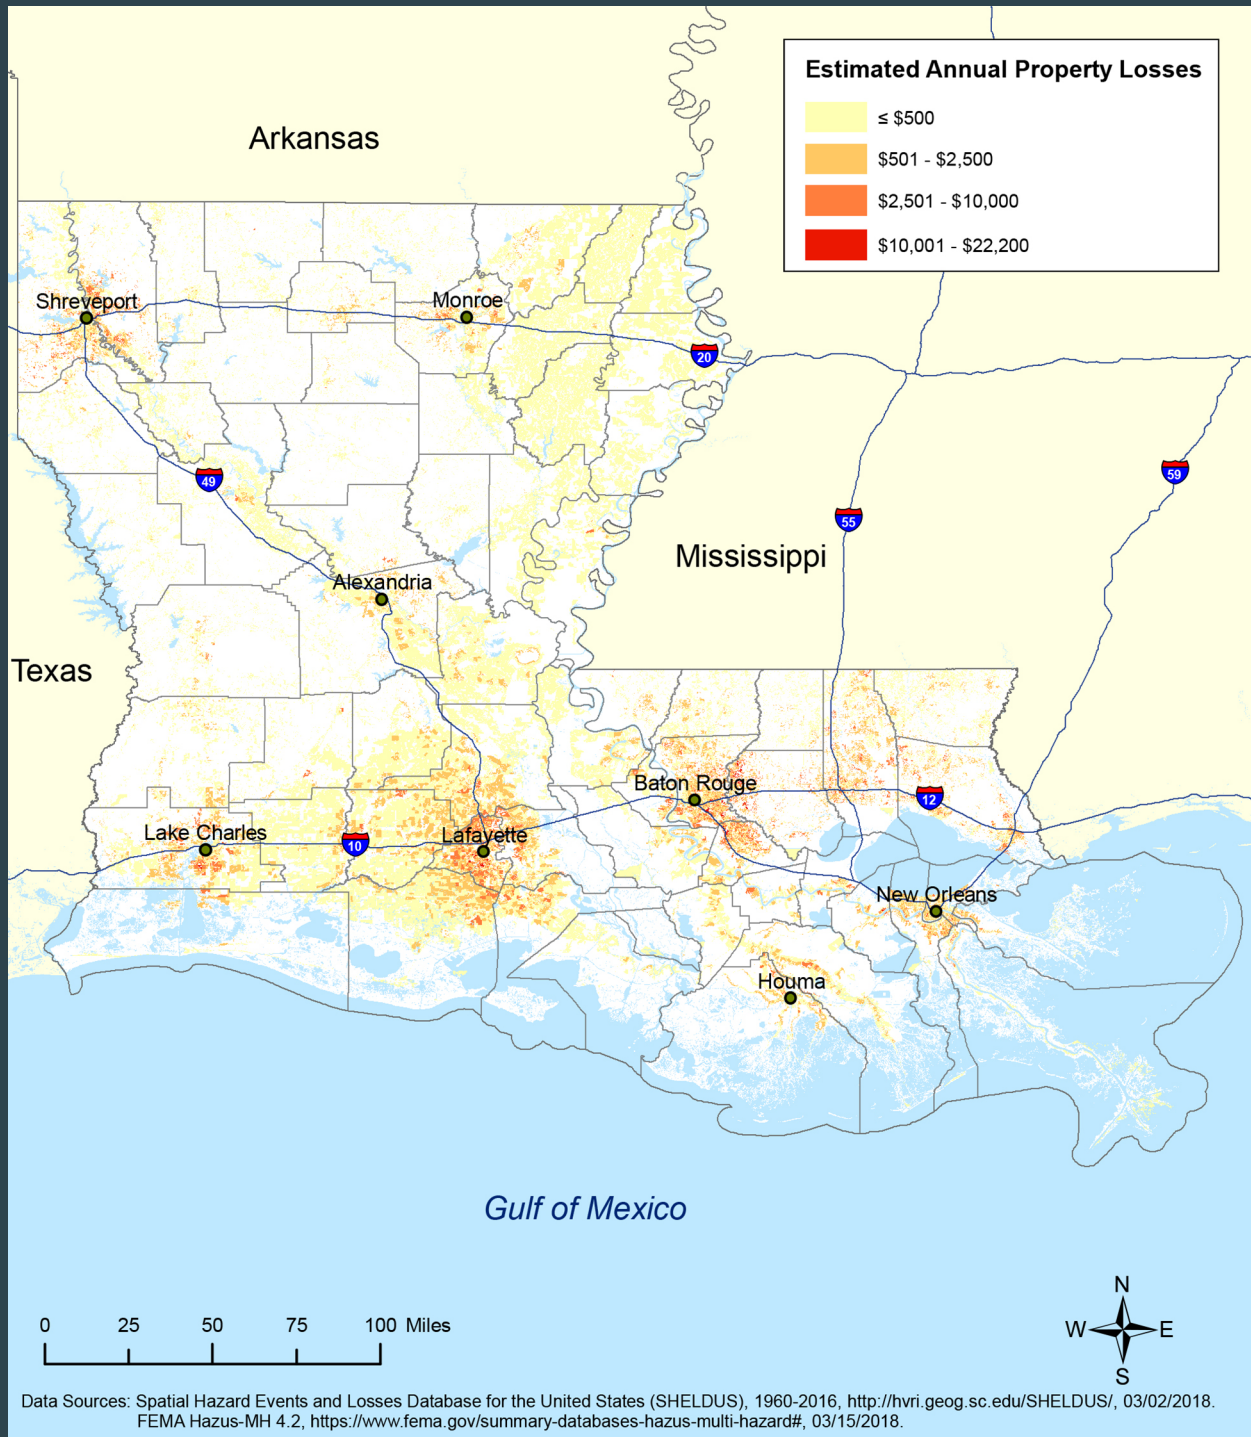 Estimated Annual Property Losses
≤ $500
$501 - $2,500
$2,501 - $10,000
$10,001 - $22,200
Arkansas
Shreveport
Monroe
20
49
59
55
Mississippi
Alexandria
Texas
Baton Rouge
12
Lake Charles
10
Lafayette
New Orleans
Houma
Gulf of Mexico
N
W E
S
0 25 50 75 100 Miles
Data Sources: Spatial Hazard Events and Losses Database for the United States (SHELDUS), 1960-2016, http://hvri.geog.sc.edu/SHELDUS/, 03/02/2018.
FEMA Hazus-MH 4.2, https://www.fema.gov/summary-databases-hazus-multi-hazard#, 03/15/2018.